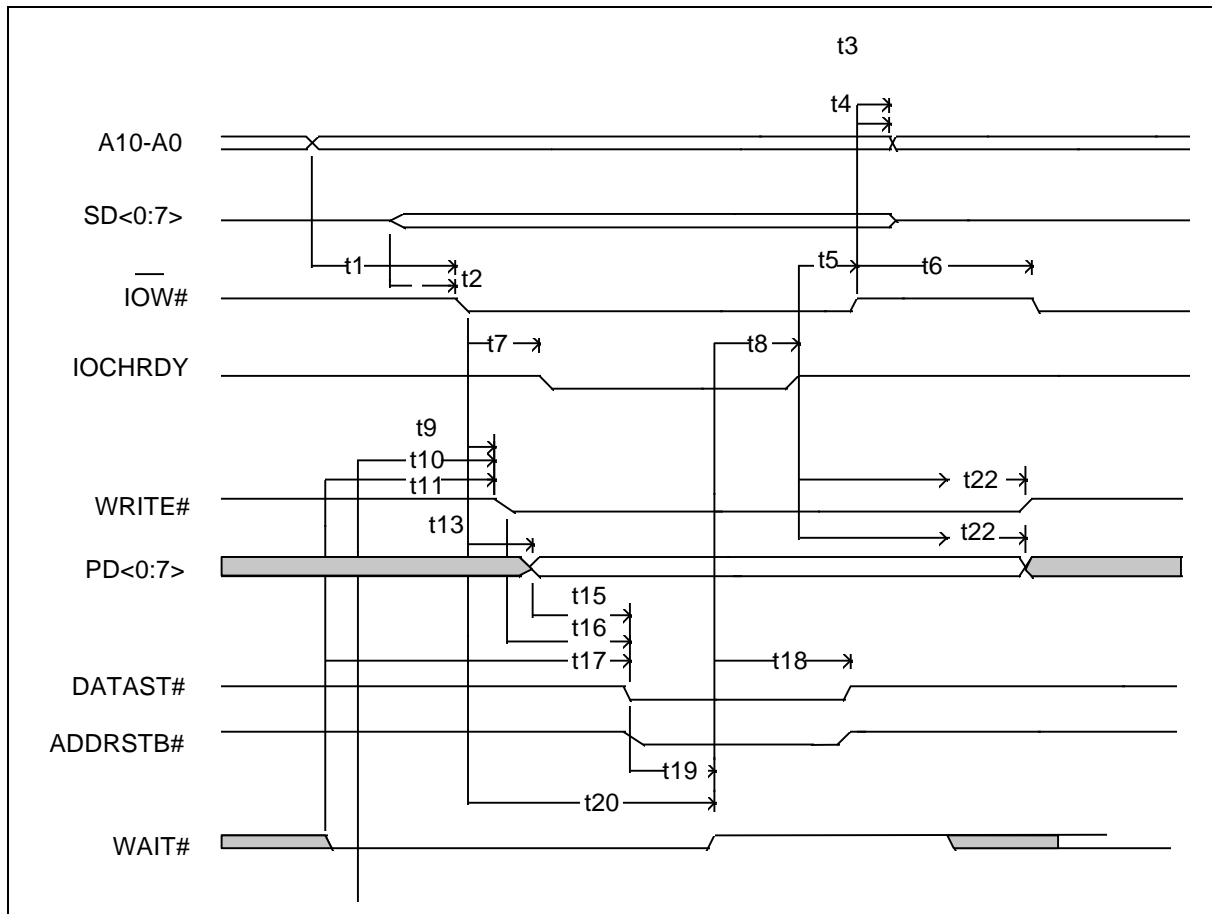 t3
t4
A10-A0
SD<0:7>
t1
t2
t5
t6
IOW#
t7
t8
IOCHRDY
t9
t10
t11
t22
WRITE#
t13
t22
PD<0:7>
t15
t16
t17
t18
DATAST#
ADDRSTB#
t19
t20
WAIT#